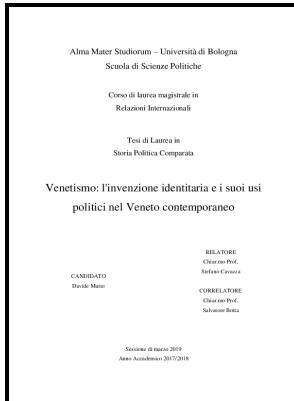 Alma Mater Studiorum – Università di Bologna
Scuola di Scienze Politiche
Corso di laurea magistrale in
Relazioni Internazionali
Tesi di Laurea in
Storia Politica Comparata
Venetismo: l'invenzione identitaria e i suoi usi
politici nel Veneto contemporaneo
RELATORE
Chiar.mo Prof.
Stefano Cavazza
CANDIDATO
Davide Mutto
CORRELATORE
Chiar.mo Prof.
Salvatore Botta
Sessione di marzo 2019
Anno Accademico 2017/2018